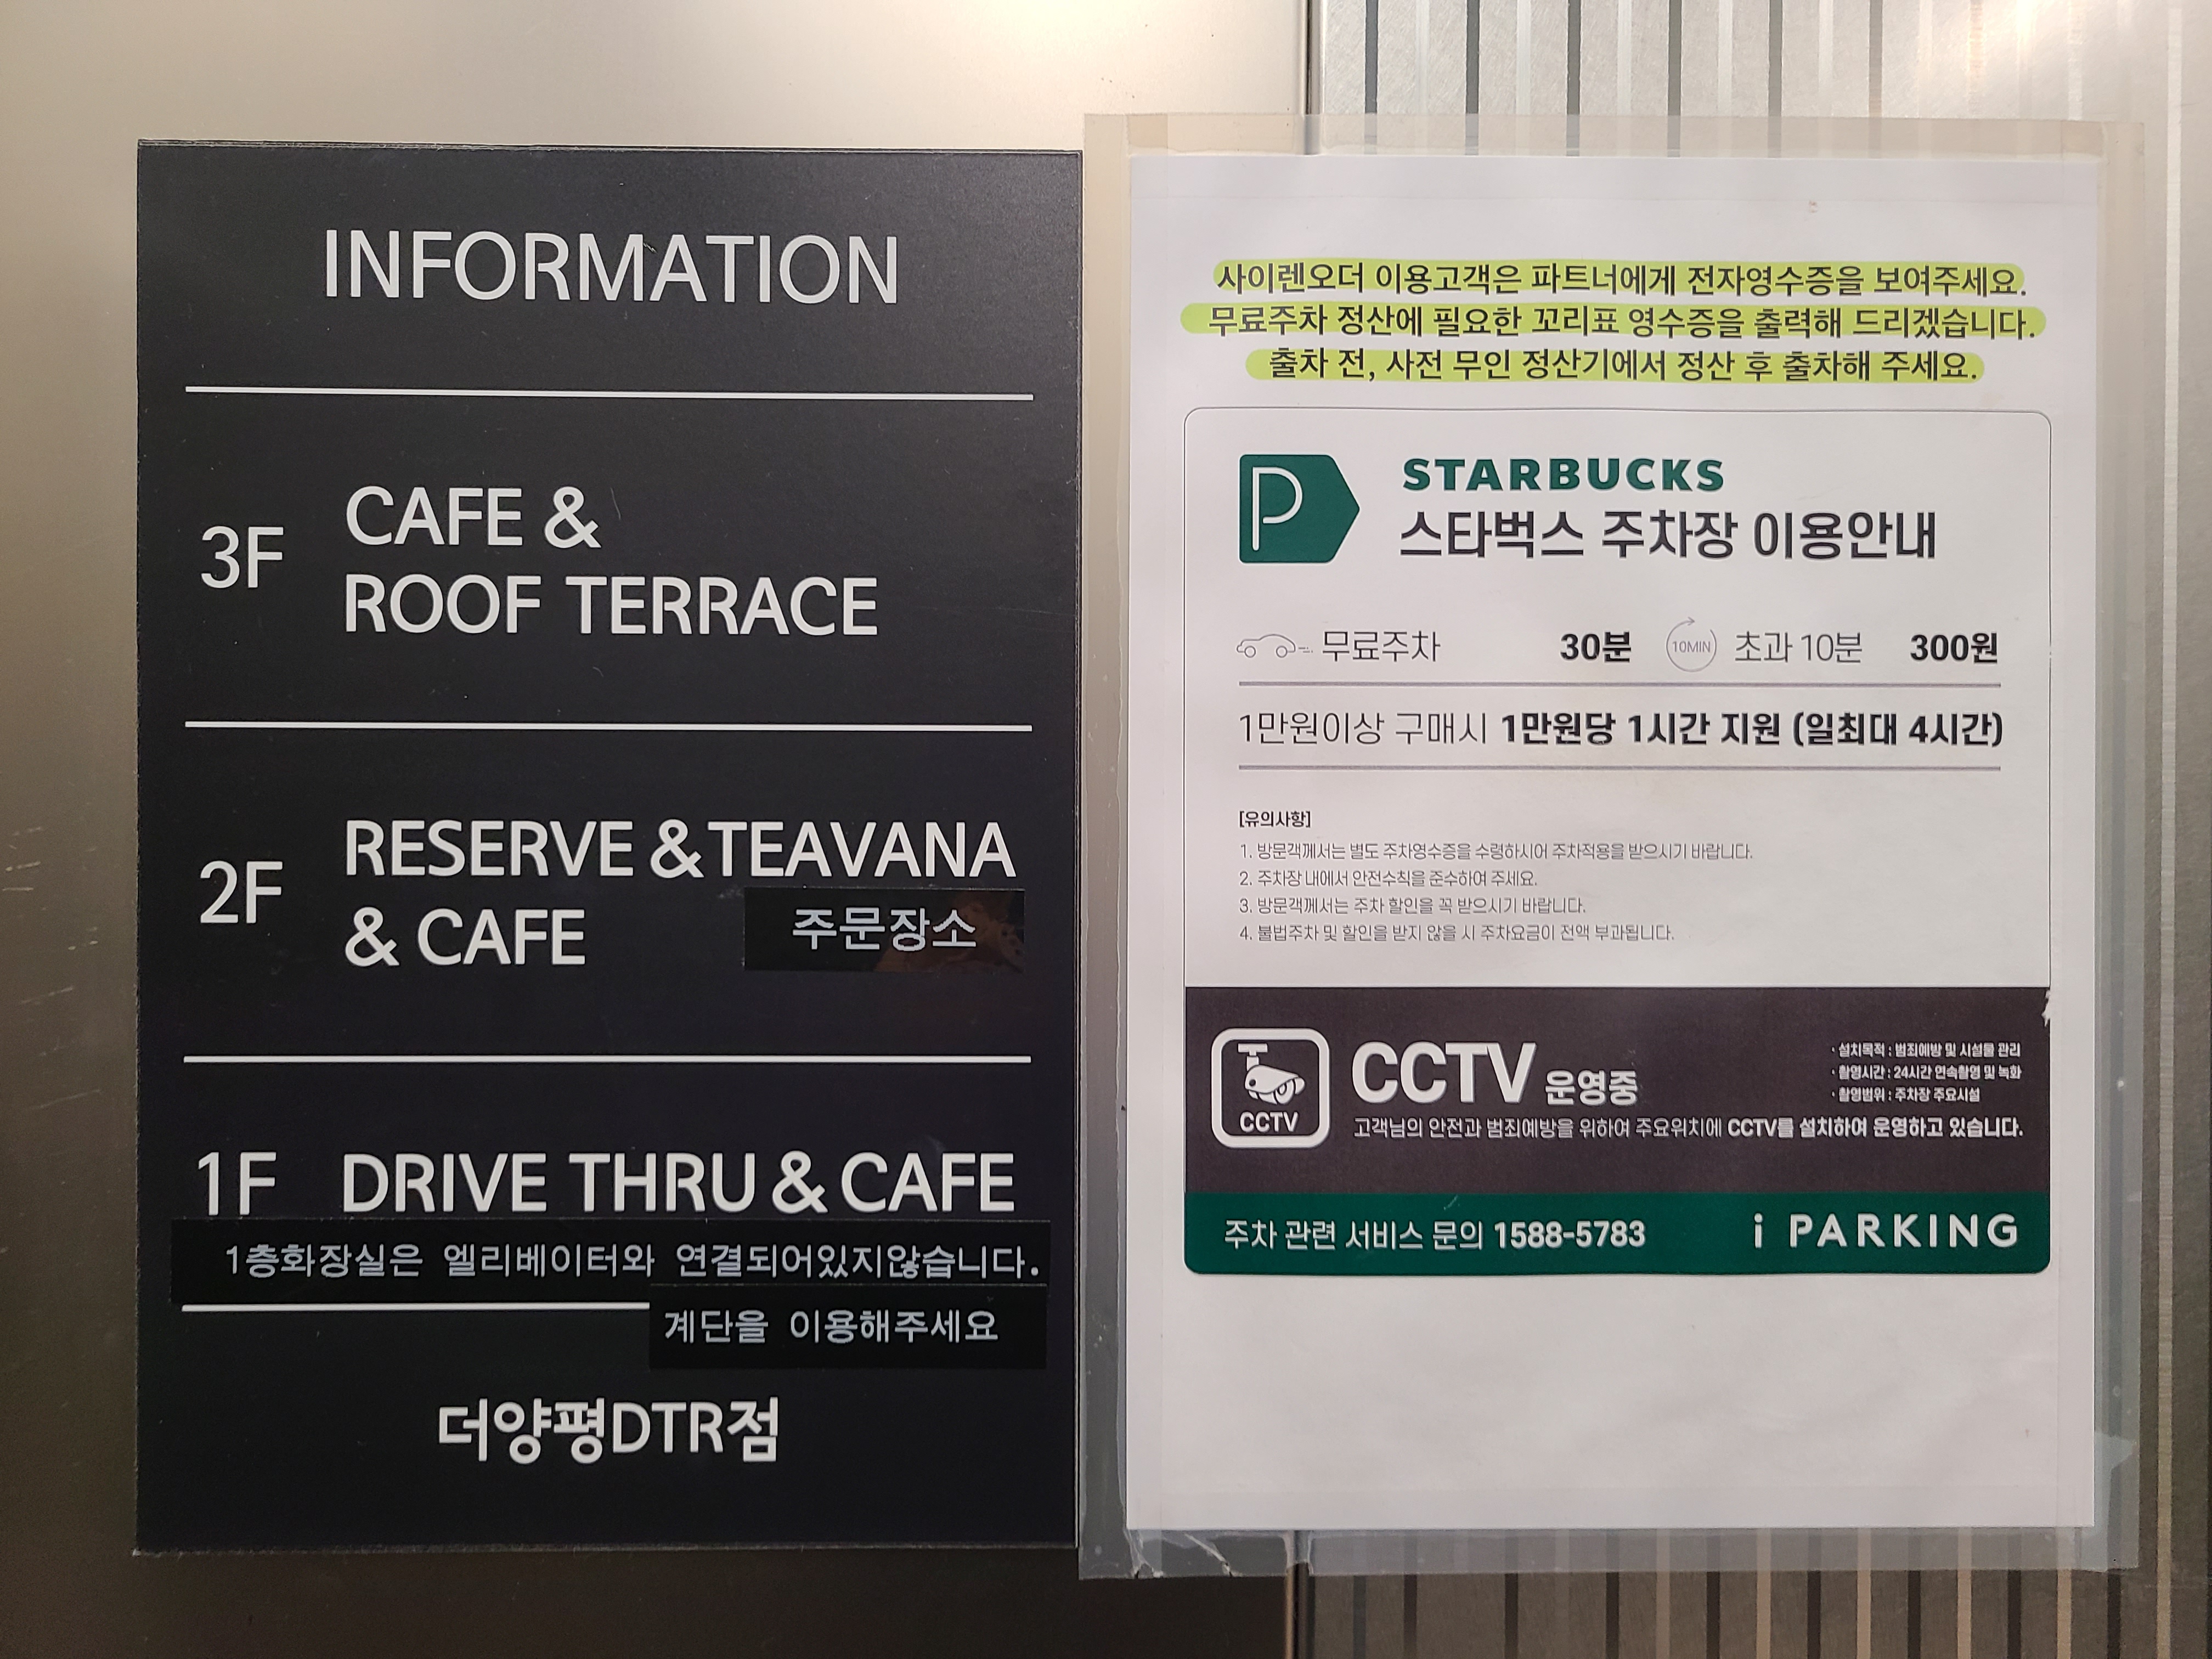 INFORMATION
3F
CAFE &
ROOF TERRACE
2F
RESERVE & TEAVANA
& CAFE
주문장소
1F
DRIVE THRU & CAFE
1층화장실은 엘리베이터와 연결되어있지않습니다.
계단을 이용해주세요
더양평DTR점
사이렌오더 이용고객은 파트너에게 전자영수증을 보여주세요.
무료주차 정산에 필요한 꼬리표 영수증을 출력해 드리겠습니다.
출차 전, 사전 무인 정산기에서 정산 후 출차해 주세요.
P
STARBUCKS
스타벅스 주차장 이용안내
무료주차 30분 10MIN 초과 10분 300원
1만원이상 구매시 1만원당 1시간 지원 (일최대 4시간)
[유의사항]
1. 방문객께서는 별도 주차영수증을 수령하시어 주차적용을 받으시기 바랍니다.
2. 주차장 내에서 안전수칙을 준수하여 주세요.
3. 방문객께서는 주차 할인을 꼭 받으시기 바랍니다.
4. 불법주차 및 할인을 받지 않을 시 주차요금이 전액 부과됩니다.
CCTV
CCTV 운영중
· 설치목적 : 범죄예방 및 시설물 관리
· 촬영시간 : 24시간 연속촬영 및 녹화
· 촬영범위 : 주차장 주요시설
고객님의 안전과 범죄예방을 위하여 주요위치에 CCTV를 설치하여 운영하고 있습니다.
주차 관련 서비스 문의 1588-5783
i PARKING